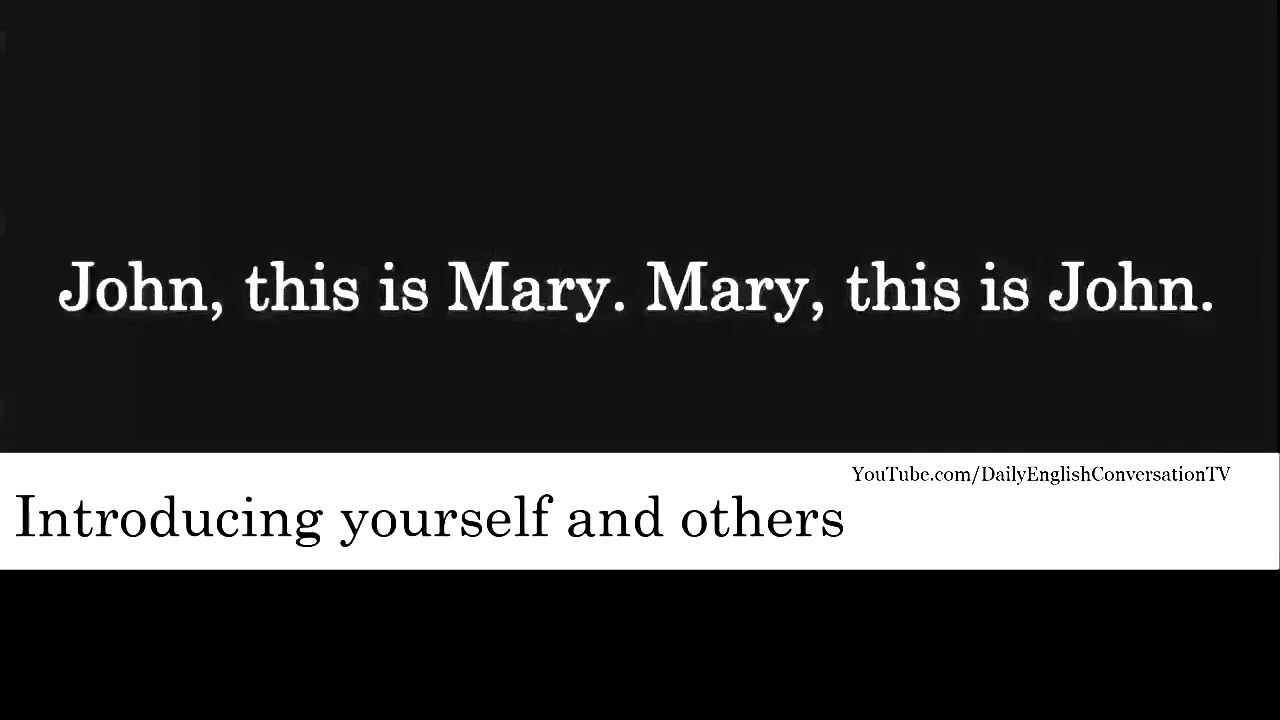 John, this is Mary. Mary, this is John.
YouTube.com/DailyEnglishConversationTV
Introducing yourself and others